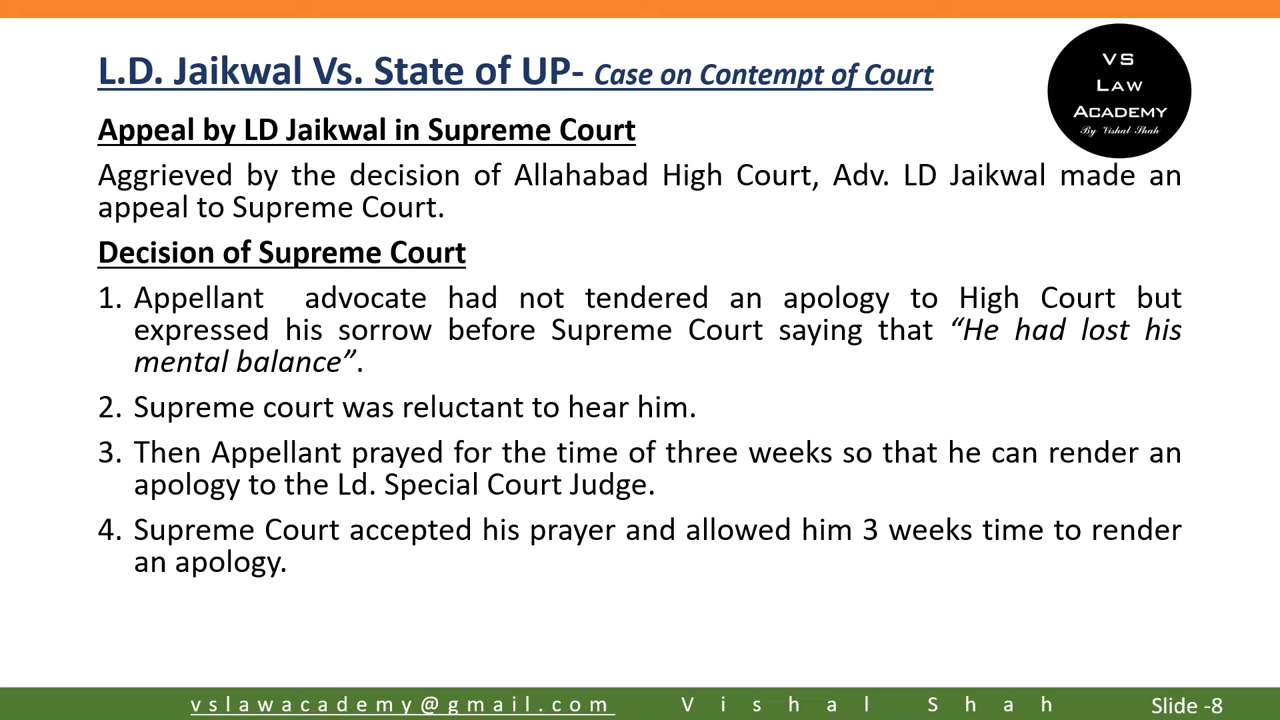 L.D. Jaikwal Vs. State of UP- Case on Contempt of Court
VS
LAW
ACADEMY
By Vishal Shah
Appeal by LD Jaikwal in Supreme Court
Aggrieved by the decision of Allahabad High Court, Adv. LD Jaikwal made an
appeal to Supreme Court.
Decision of Supreme Court
1. Appellant advocate had not tendered an apology to High Court but
expressed his sorrow before Supreme Court saying that “He had lost his
mental balance”.
2. Supreme court was reluctant to hear him.
3. Then Appellant prayed for the time of three weeks so that he can render an
apology to the Ld. Special Court Judge.
4. Supreme Court accepted his prayer and allowed him 3 weeks time to render
an apology.
vslawacademy@gmail.com Vishal Shah Slide -8